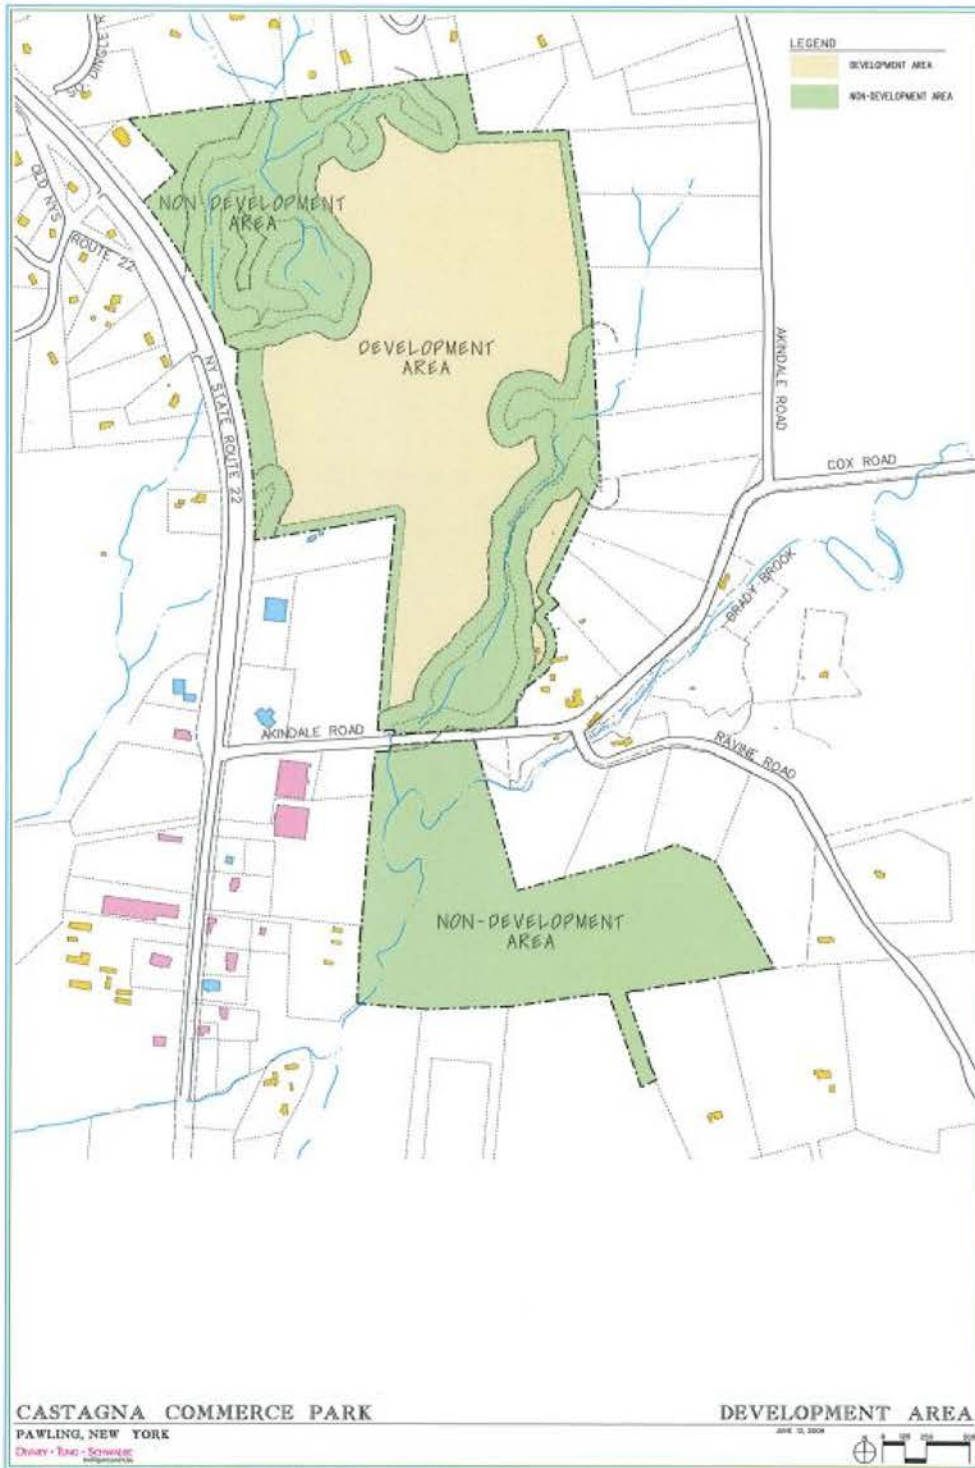 LEGEND
DEVELOPMENT AREA
NON-DEVELOPMENT AREA
OLD NYS
ROUTE 22
NON-DEVELOPMENT
AREA
DEVELOPMENT
AREA
NY STATE ROUTE 22
AKINDALE ROAD
COX ROAD
BRADY BROOK
AKINDALE ROAD
RAVINE ROAD
NON-DEVELOPMENT
AREA
CASTAGNA COMMERCE PARK
DEVELOPMENT AREA
PAWLING, NEW YORK